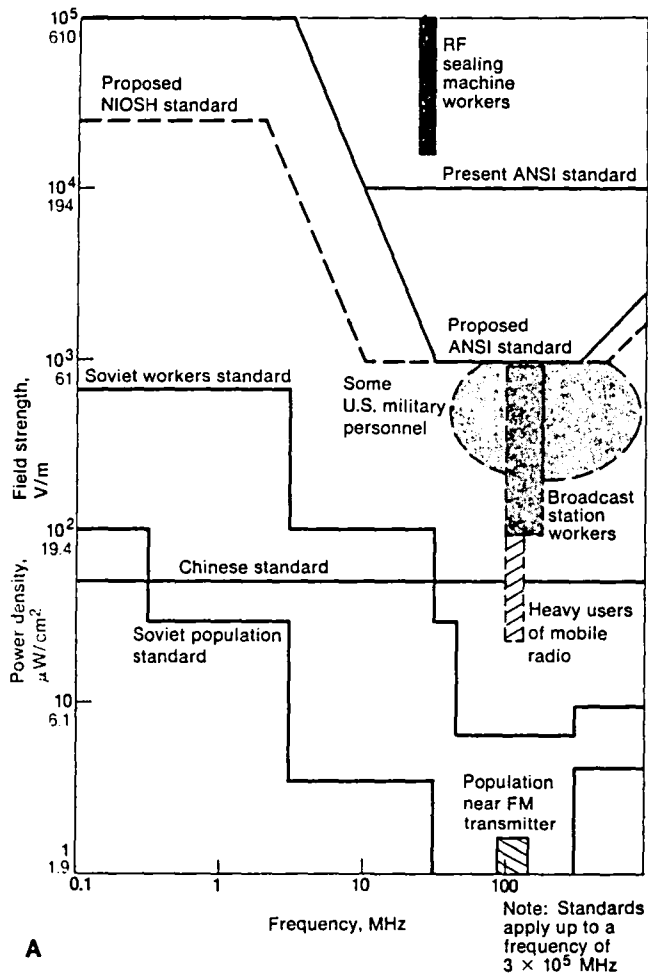 10⁵
610
RF
sealing
machine
workers
Proposed
NIOSH standard
Present ANSI standard
10⁴
194
Proposed
ANSI standard
10³
61
Soviet workers standard
Some
U.S. military
personnel
Field strength,
V/m
Broadcast
station
workers
10²
19.4
Chinese standard
Power density,
μW/cm²
Soviet population
standard
Heavy users
of mobile
radio
10
6.1
Population
near FM
transmitter
1
1.9
0.1
1
10
100
Frequency, MHz
Note: Standards
apply up to a
frequency of
3 × 10⁵ MHz
A